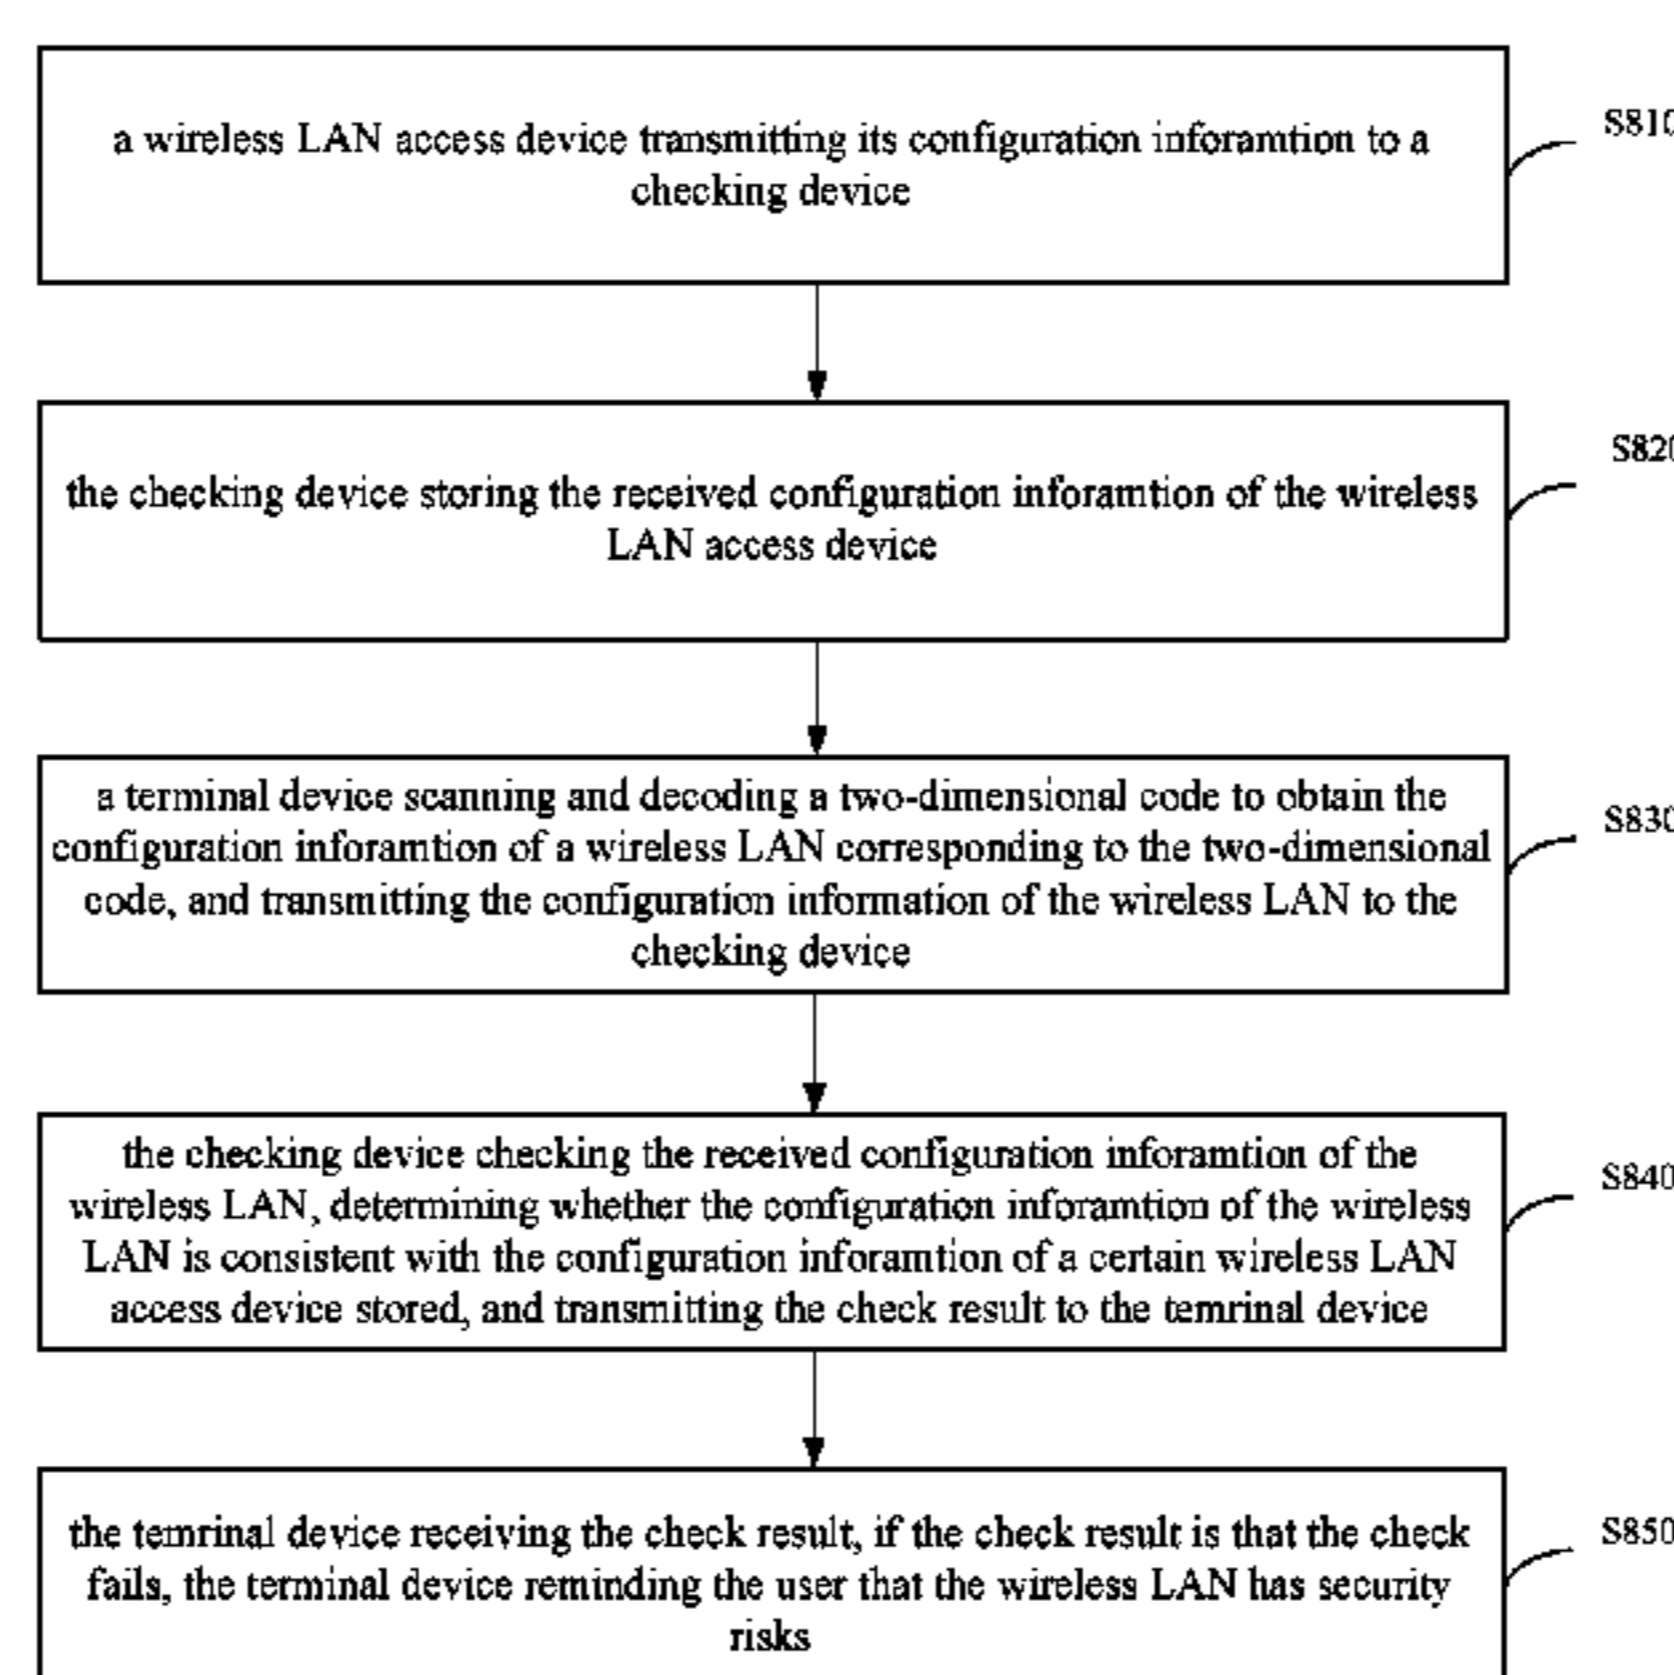 a wireless LAN access device transmitting its configuration inforamtion to a
checking device
S810
the checking device storing the received configuration inforamtion of the wireless
LAN access device
S820
a terminal device scanning and decoding a two-dimensional code to obtain the
configuration inforamtion of a wireless LAN corresponding to the two-dimensional
code, and transmitting the configuration information of the wireless LAN to the
checking device
S830
the checking device checking the received configuration inforamtion of the
wireless LAN, determining whether the configuration inforamtion of the wireless
LAN is consistent with the configuration inforamtion of a certain wireless LAN
access device stored, and transmitting the check result to the temrinal device
S840
the temrinal device receiving the check result, if the check result is that the check
fails, the terminal device reminding the user that the wireless LAN has security
risks
S850